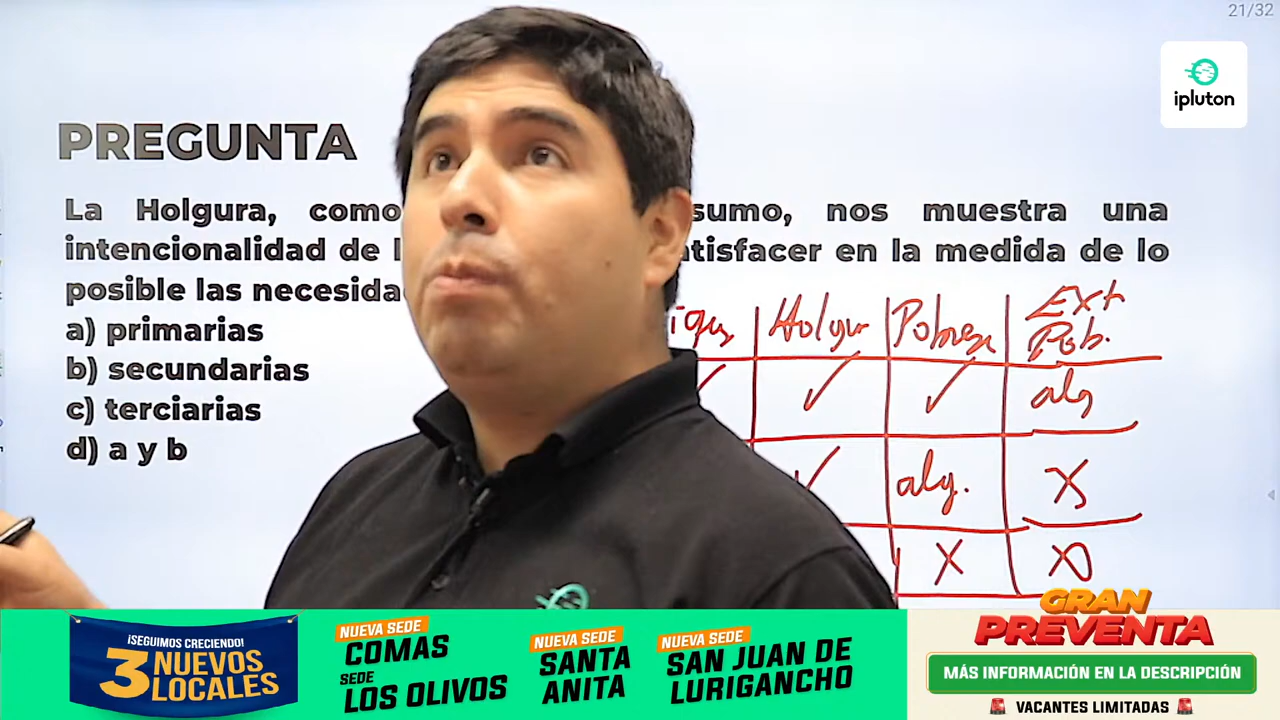 21/32
ipluton
PREGUNTA
La Holgura, como sumo, nos muestra una
intencionalidad de en la medida de lo
posible las
a) primarias
b) secundarias
c) terciarias
d) a y b
Holgur Pobreza Ext
Pob.
alg
alg. X
X X
¡SEGUIMOS CRECIENDO!
3 NUEVOS
LOCALES
NUEVA SEDE
COMAS
SEDE
LOS OLIVOS
NUEVA SEDE
SANTA
ANITA
NUEVA SEDE
SAN JUAN DE
LURIGANCHO
GRAN
PREVENTA
MÁS INFORMACIÓN EN LA DESCRIPCIÓN
VACANTES LIMITADAS